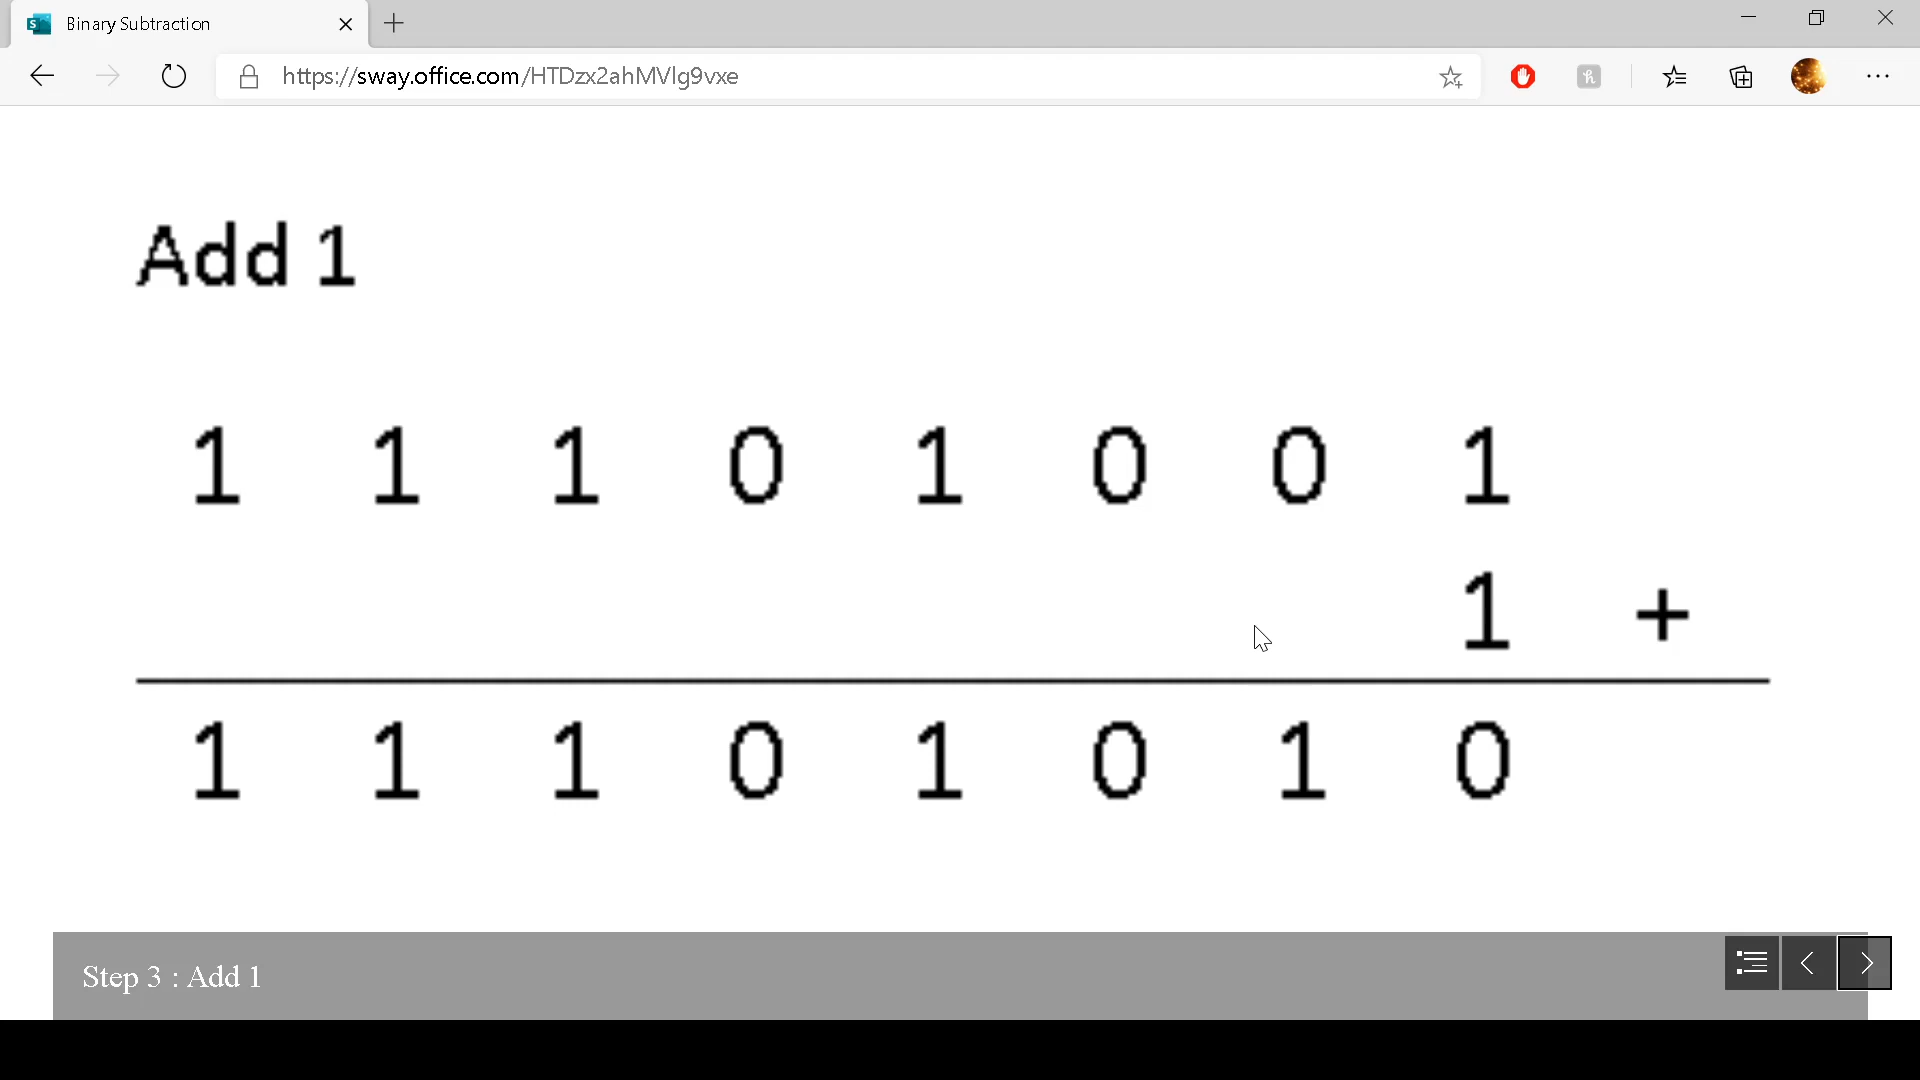 Binary Subtraction
https://sway.office.com/HTDzx2ahMVlg9vxe
Add 1
1 1 1 0 1 0 0 1
1 +
1 1 1 0 1 0 1 0
Step 3 : Add 1